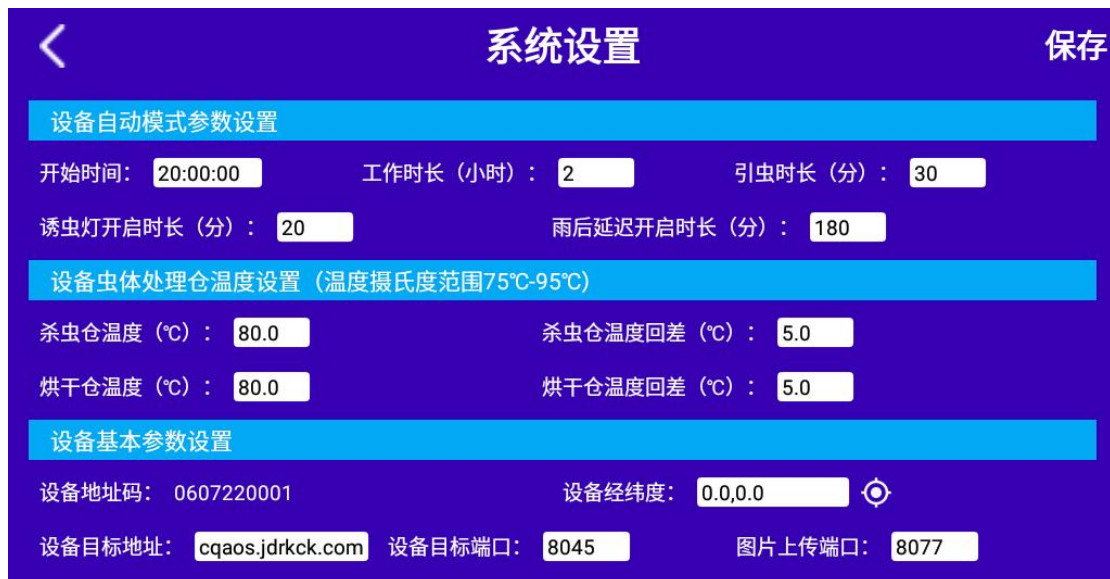 系统设置 保存
设备自动模式参数设置
开始时间： 20:00:00 工作时长（小时）： 2 引虫时长（分）： 30
诱虫灯开启时长（分）： 20 雨后延迟开启时长（分）： 180
设备虫体处理仓温度设置（温度摄氏度范围75℃-95℃）
杀虫仓温度（℃）： 80.0 杀虫仓温度回差（℃）： 5.0
烘干仓温度（℃）： 80.0 烘干仓温度回差（℃）： 5.0
设备基本参数设置
设备地址码： 0607220001 设备经纬度： 0.0,0.0
设备目标地址： cqaos.jdrkck.com 设备目标端口： 8045 图片上传端口： 8077